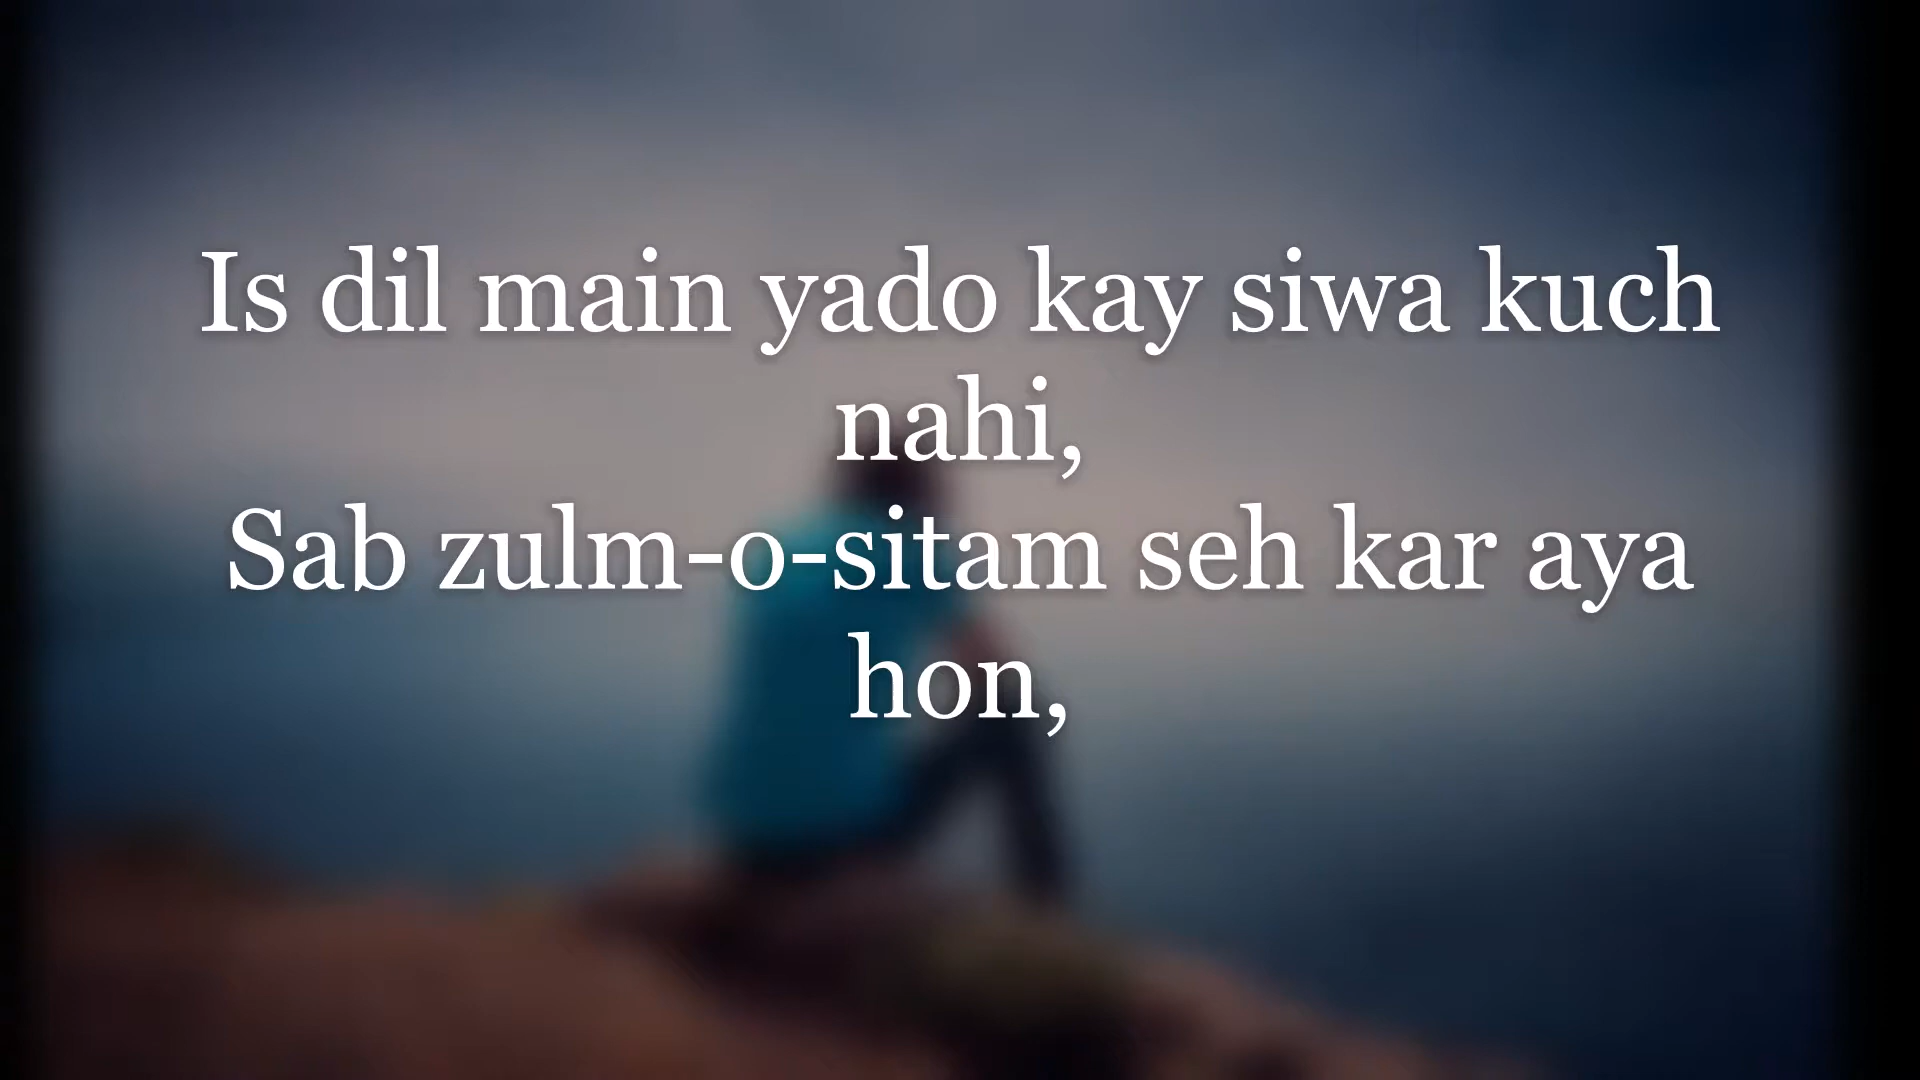 Is dil main yado kay siwa kuch
nahi,
Sab zulm-o-sitam seh kar aya
hon,